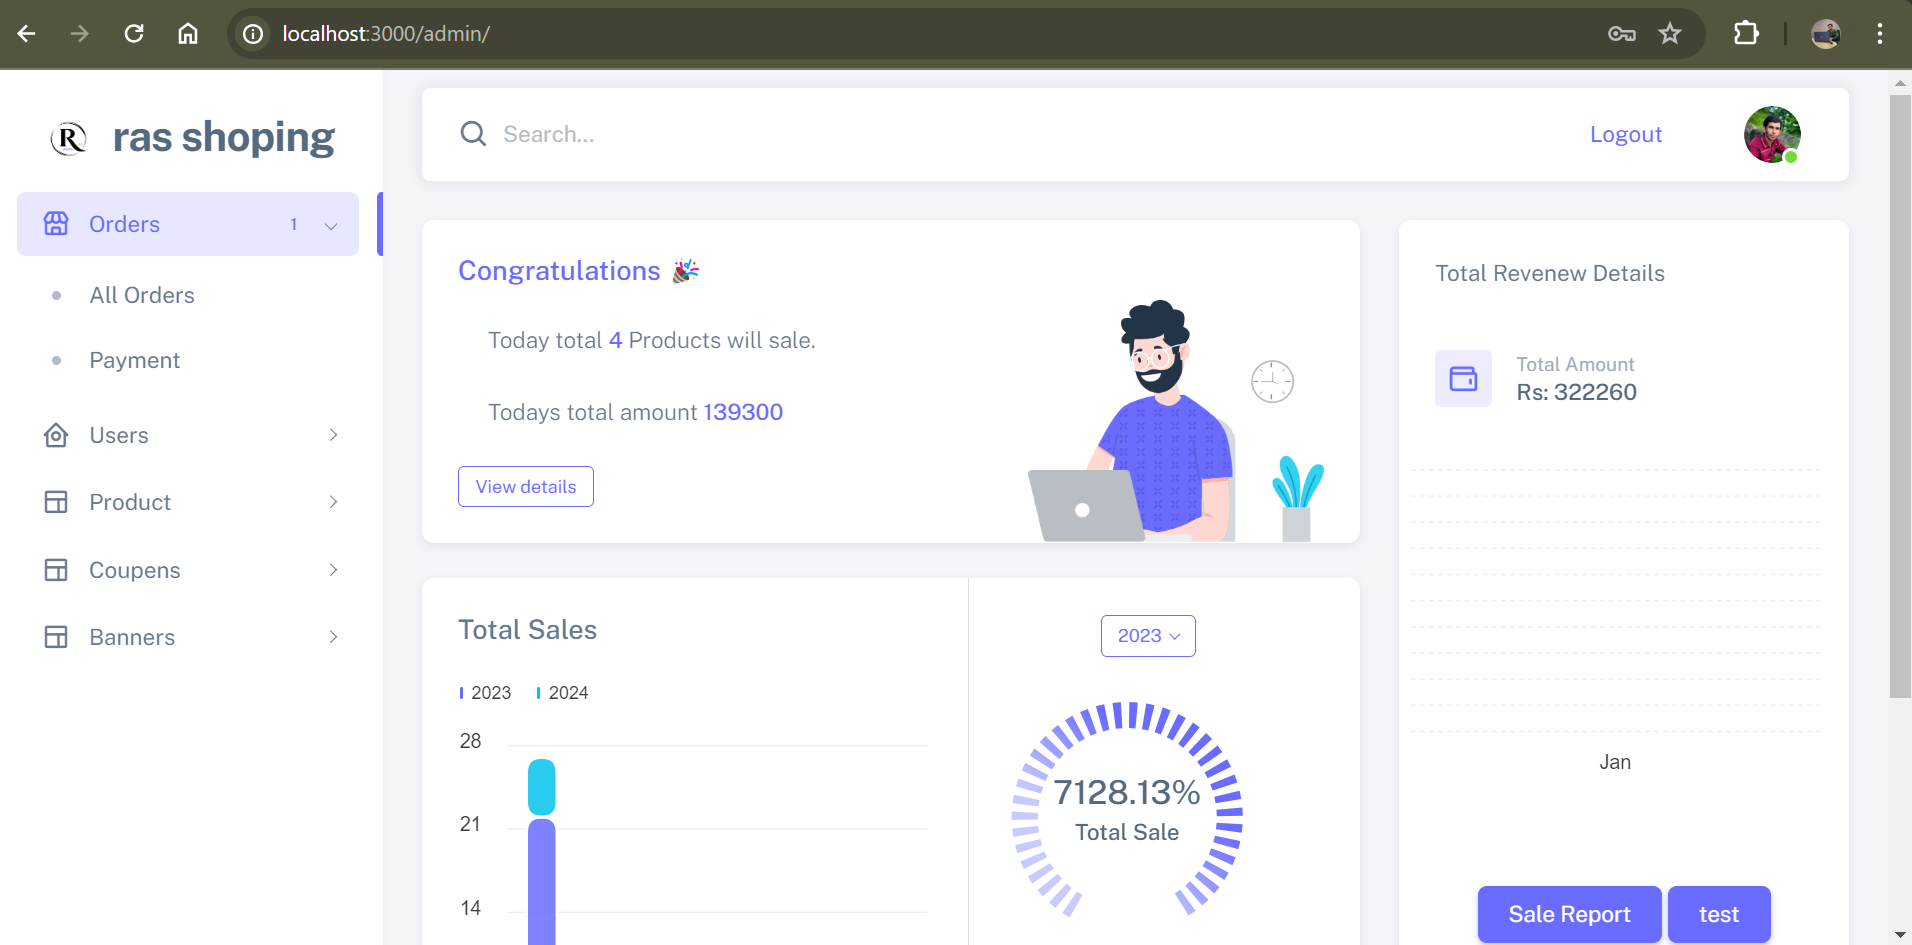 localhost:3000/admin/
R
ras shoping
Search...
Logout
Orders 1
All Orders
Payment
Users
Product
Coupens
Banners
Congratulations 🎉
Today total 4 Products will sale.
Todays total amount 139300
View details
Total Revenew Details
Total Amount
Rs: 322260
Jan
Sale Report
test
Total Sales
2023 2024
28
21
14
2023
7128.13%
Total Sale